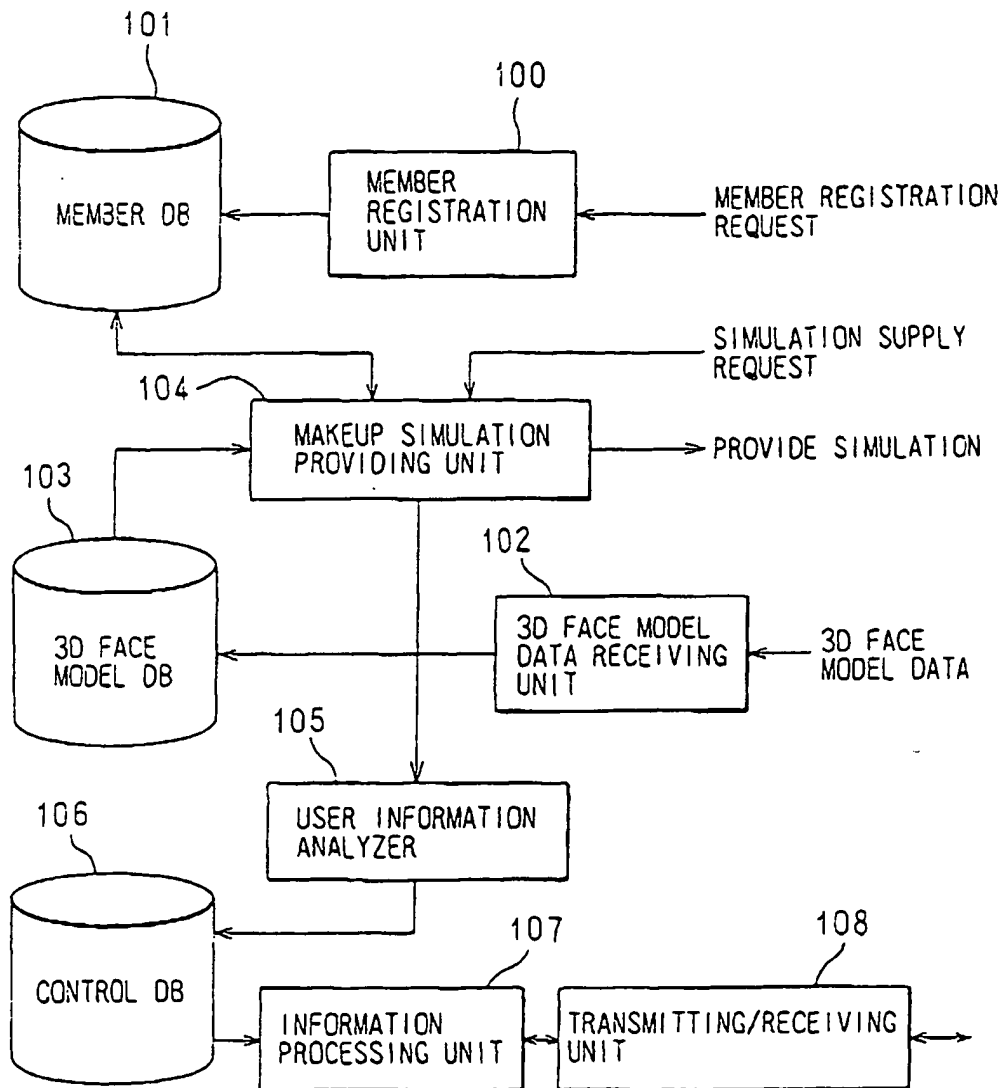 101
100
MEMBER DB
MEMBER
REGISTRATION
UNIT
MEMBER REGISTRATION
REQUEST
SIMULATION SUPPLY
REQUEST
104
MAKEUP SIMULATION
PROVIDING UNIT
PROVIDE SIMULATION
103
102
3D FACE
MODEL DB
3D FACE MODEL
DATA RECEIVING
UNIT
3D FACE
MODEL DATA
105
USER INFORMATION
ANALYZER
106
107
108
CONTROL DB
INFORMATION
PROCESSING UNIT
TRANSMITTING/RECEIVING
UNIT